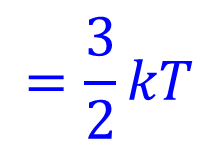 = 3/2 kT